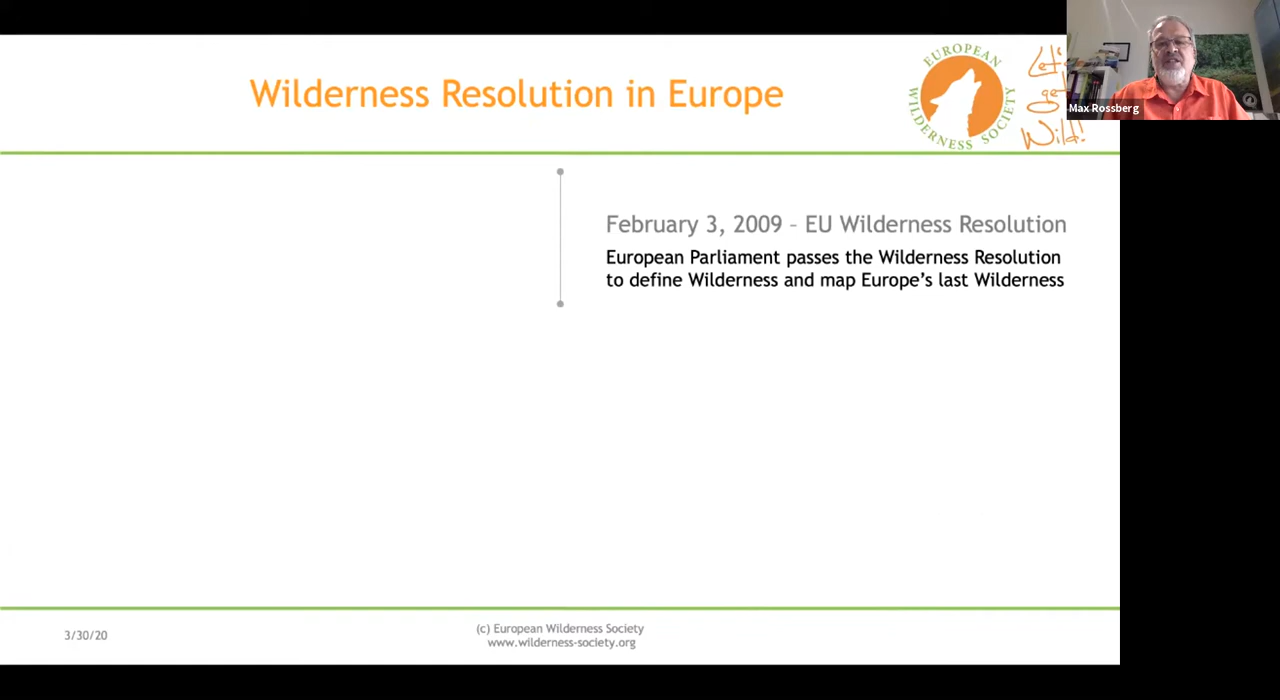 Wilderness Resolution in Europe
EUROPEAN
WILDERNESS SOCIETY
Let's
get
Wild!
Max Rossberg
February 3, 2009 – EU Wilderness Resolution
European Parliament passes the Wilderness Resolution
to define Wilderness and map Europe's last Wilderness
3/30/20
(c) European Wilderness Society
www.wilderness-society.org